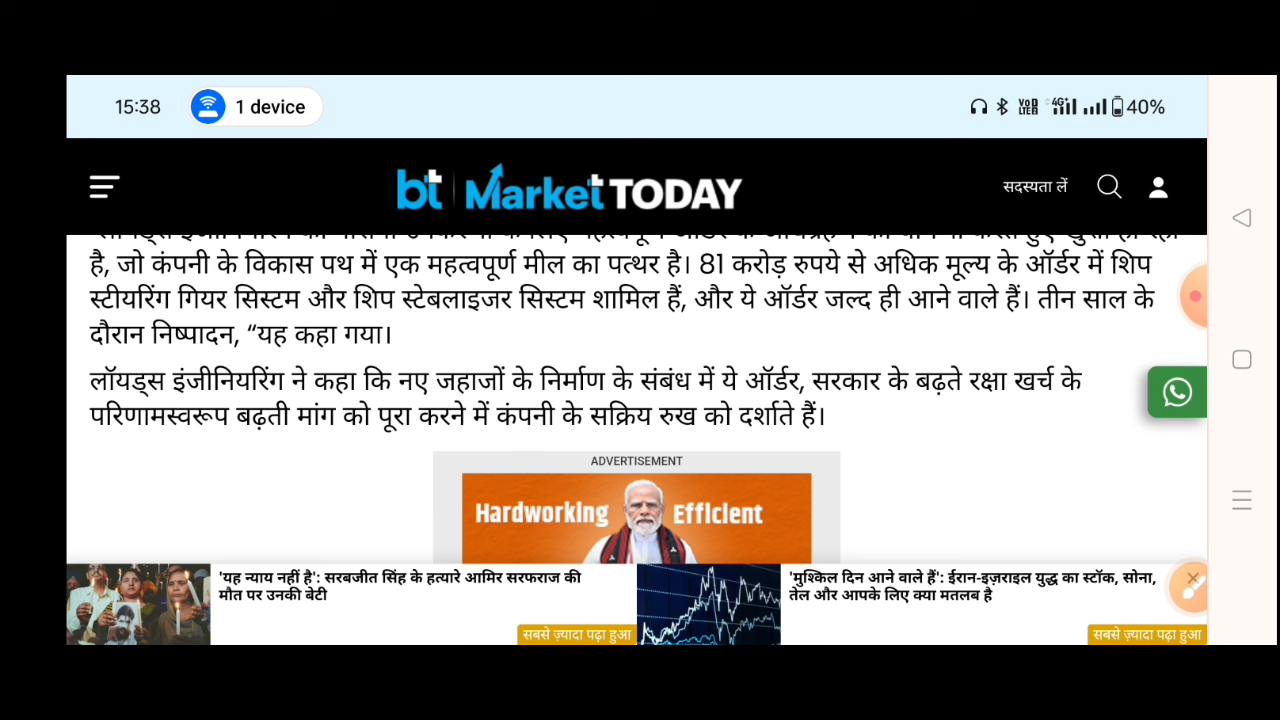 15:38
1 device
VoD LTE 4G+
40%
bt Market TODAY
सदस्यता लें
है, जो कंपनी के विकास पथ में एक महत्वपूर्ण मील का पत्थर है। 81 करोड़ रुपये से अधिक मूल्य के ऑर्डर में शिप
स्टीयरिंग गियर सिस्टम और शिप स्टेबलाइजर सिस्टम शामिल हैं, और ये ऑर्डर जल्द ही आने वाले हैं। तीन साल के
दौरान निष्पादन, “यह कहा गया।
लॉयड्स इंजीनियरिंग ने कहा कि नए जहाजों के निर्माण के संबंध में ये ऑर्डर, सरकार के बढ़ते रक्षा खर्च के
परिणामस्वरूप बढ़ती मांग को पूरा करने में कंपनी के सक्रिय रुख को दर्शाते हैं।
ADVERTISEMENT
Hardworking Efficient
'यह न्याय नहीं है': सरबजीत सिंह के हत्यारे आमिर सरफराज की
मौत पर उनकी बेटी
सबसे ज़्यादा पढ़ा हुआ
'मुश्किल दिन आने वाले हैं': ईरान-इज़राइल युद्ध का स्टॉक, सोना,
तेल और आपके लिए क्या मतलब है
सबसे ज़्यादा पढ़ा हुआ